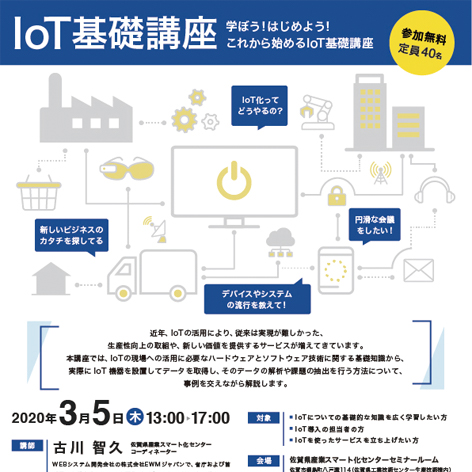 IoT基礎講座
学ぼう!はじめよう!
これから始めるIoT基礎講座
参加無料
定員40名
IoT化って
どうやるの?
新しいビジネスの
カタチを探してる
円滑な会議
をしたい!
デバイスやシステム
の流行を教えて!
近年、IoTの活用により、従来は実現が難しかった、
生産性向上の取組や、新しい価値を提供するサービスが増えてきています。
本講座では、IoTの現場への活用に必要なハードウェアとソフトウェア技術に関する基礎知識から、
実際に IoT 機器を設置してデータを取得し、そのデータの解析や課題の抽出を行う方法について、
事例を交えながら解説します。
2020年3月5日 木 13:00→17:00
講師 古川 智久 佐賀県産業スマート化センター
コーディネーター
WEBシステム開発会社の株式会社EWMジャパンで、省庁および首
対象
IoTについての基礎的な知識を広く学習したい方
IoT導入の担当者の方
IoTを使ったサービスを立ち上げたい方
会場 佐賀県産業スマート化センターセミナールーム
佐賀市鍋島町八戸溝114(佐賀県工業技術センター生産技術棟内)